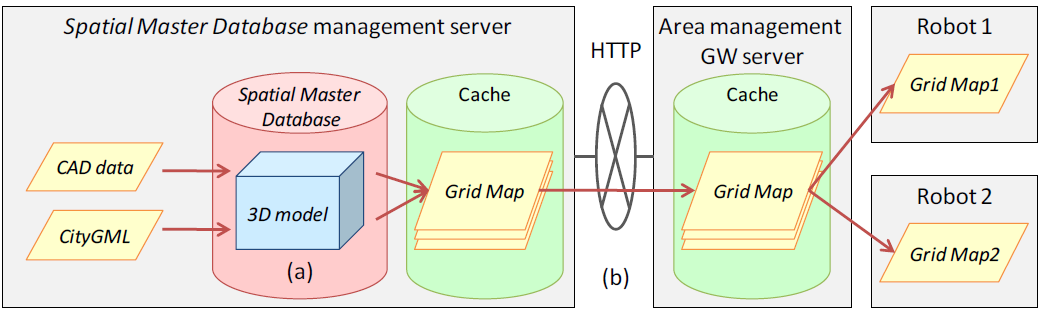 Spatial Master Database management server
HTTP
Area management
GW server
Robot 1
Grid Map1
Spatial Master
Database
Cache
Cache
CAD data
CityGML
3D model
Grid Map
Grid Map
Robot 2
Grid Map2
(a)
(b)